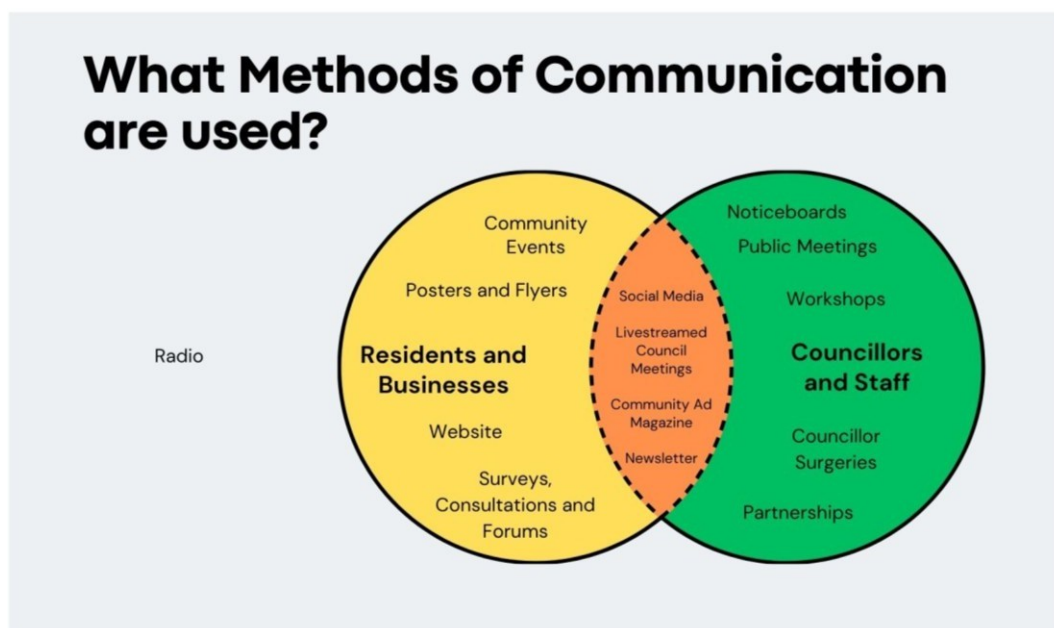 What Methods of Communication
are used?
Radio
Community
Events
Posters and Flyers
Residents and
Businesses
Website
Surveys,
Consultations and
Forums
Social Media
Livestreamed
Council
Meetings
Community Ad
Magazine
Newsletter
Noticeboards
Public Meetings
Workshops
Councillors
and Staff
Councillor
Surgeries
Partnerships